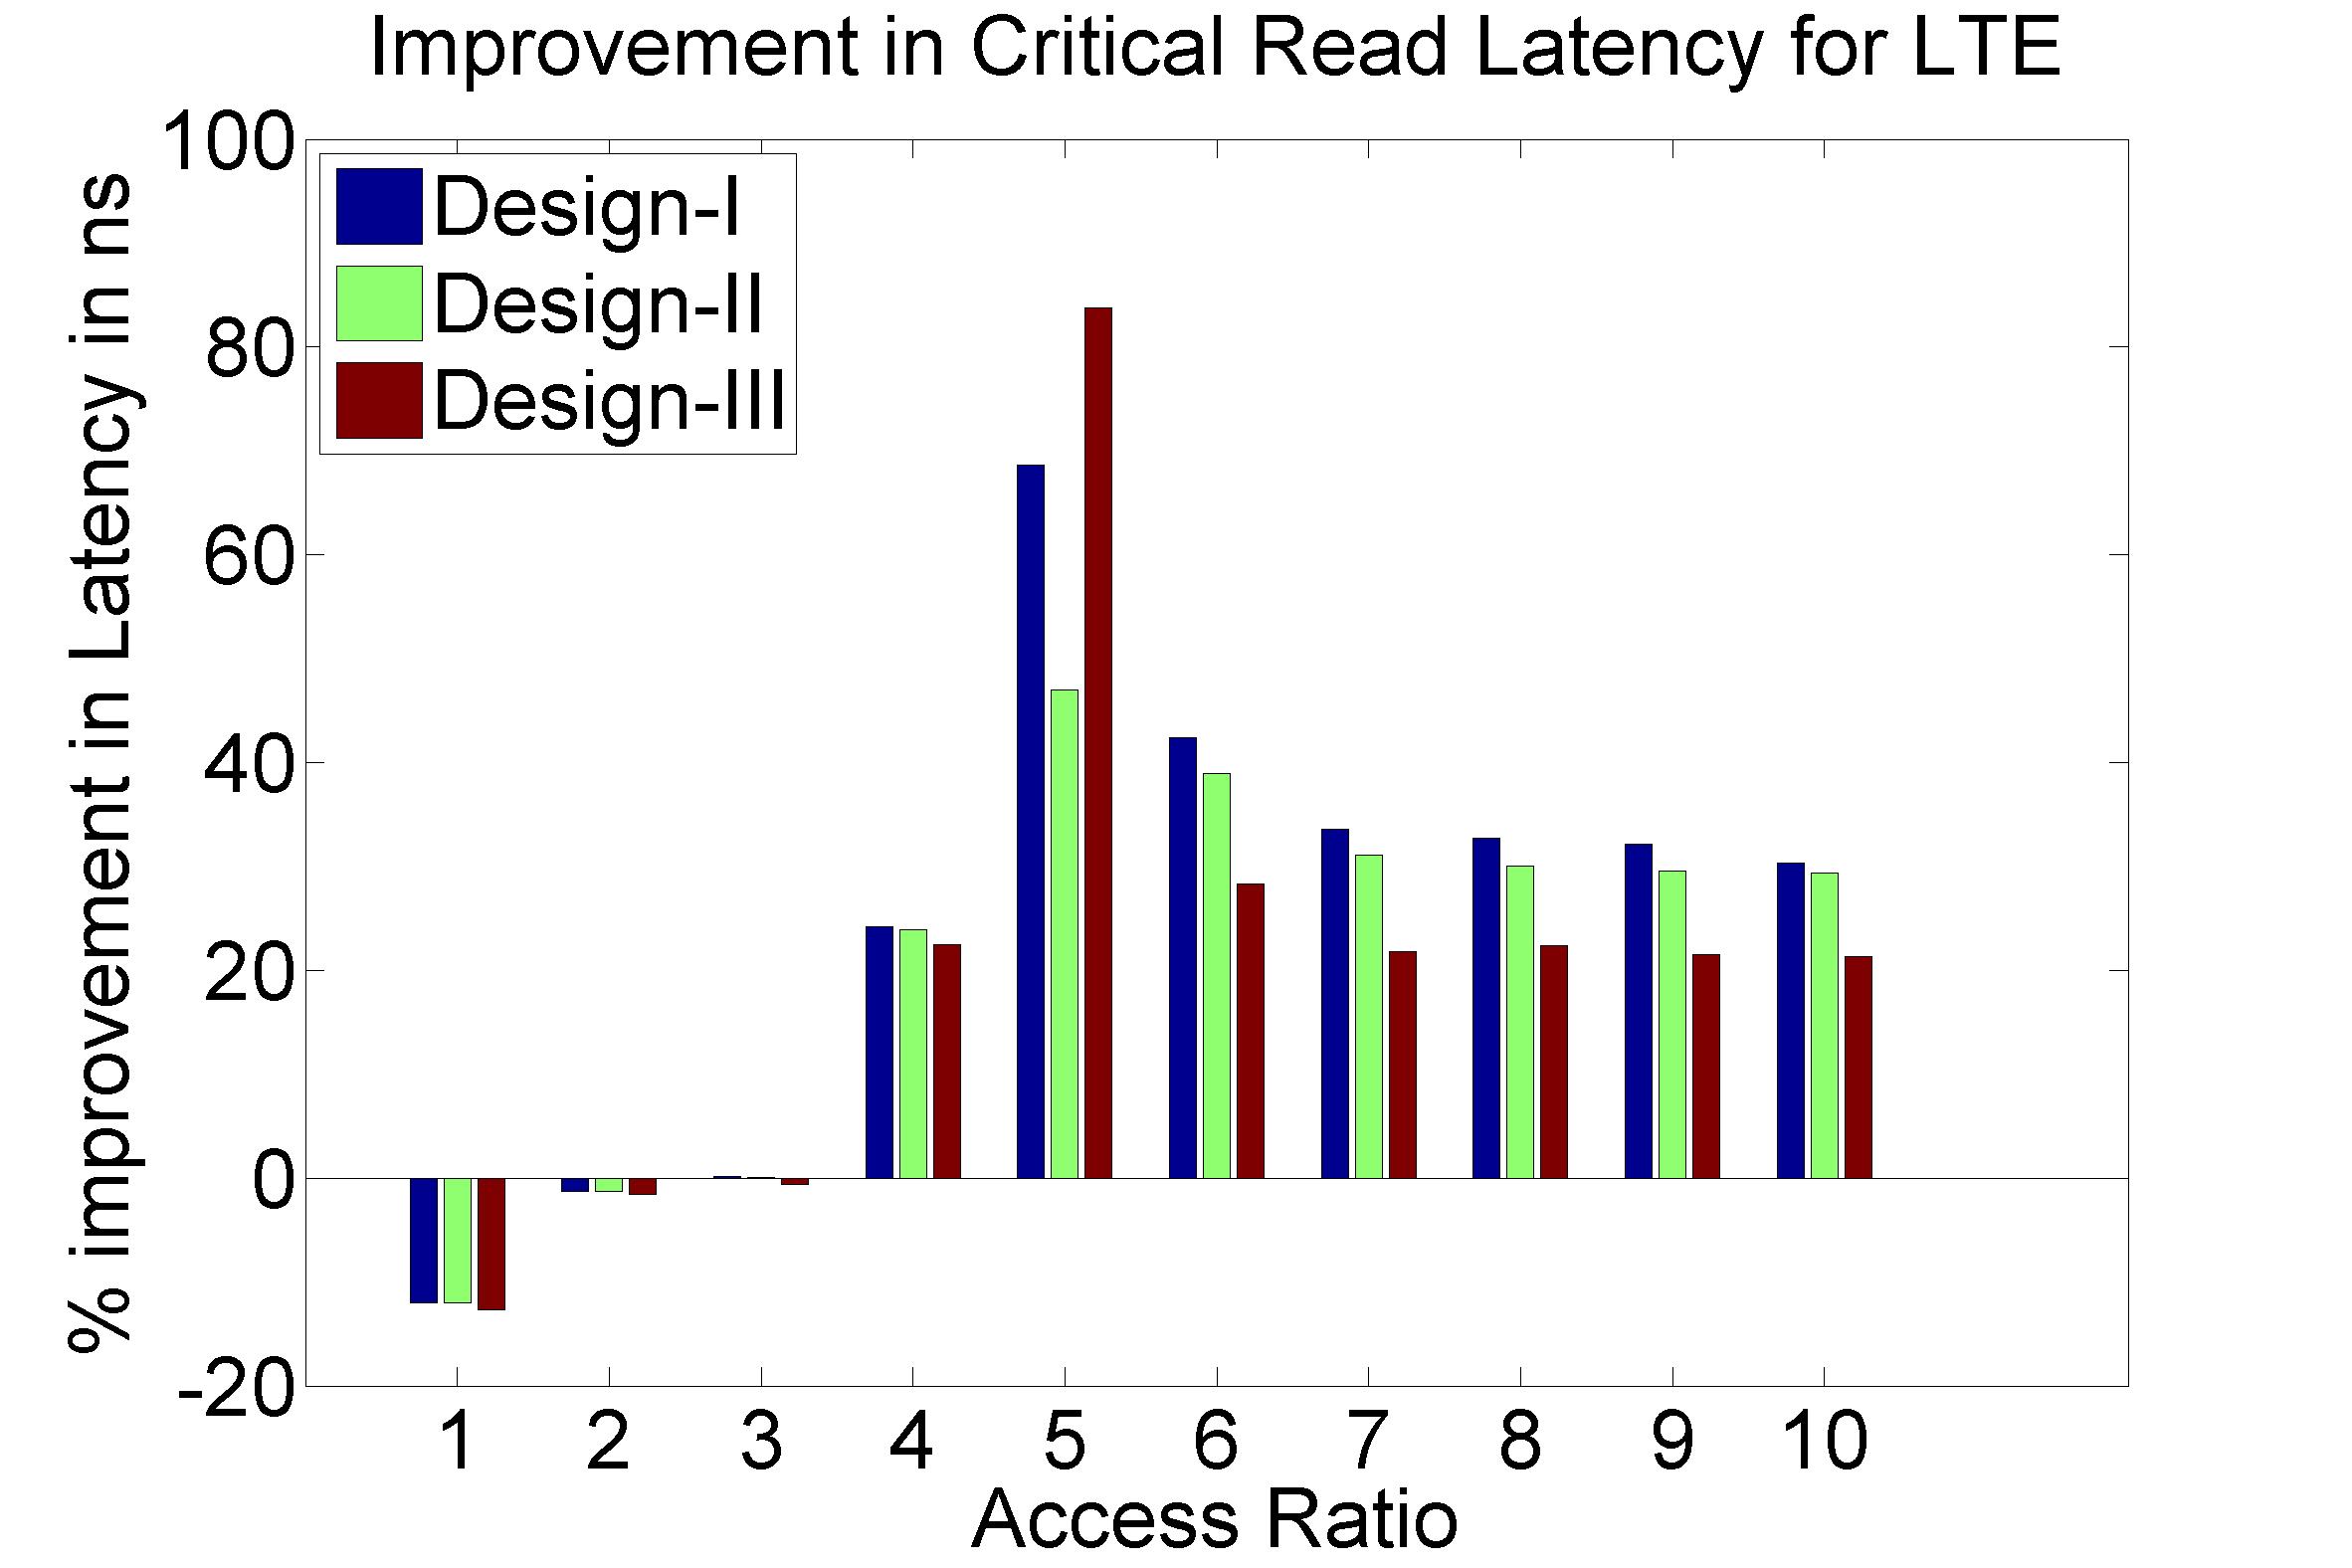 Improvement in Critical Read Latency for LTE
% improvement in Latency in ns
100
80
60
40
20
0
-20
Design-I
Design-II
Design-III
1 2 3 4 5 6 7 8 9 10
Access Ratio